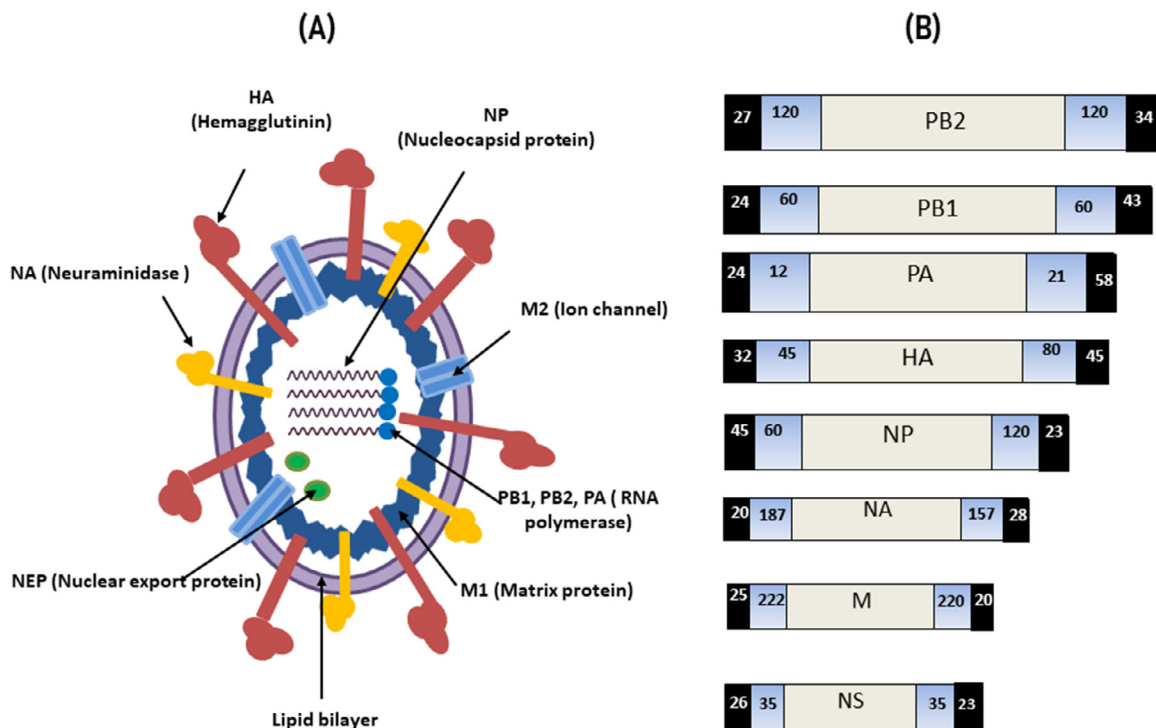 (A)
HA
(Hemagglutinin)
NP
(Nucleocapsid protein)
NA (Neuraminidase )
M2 (Ion channel)
PB1, PB2, PA ( RNA
polymerase)
NEP (Nuclear export protein)
M1 (Matrix protein)
Lipid bilayer
(B)
27 120 PB2 120 34
24 60 PB1 60 43
24 12 PA 21 58
32 45 HA 80 45
45 60 NP 120 23
20 187 NA 157 28
25 222 M 220 20
26 35 NS 35 23